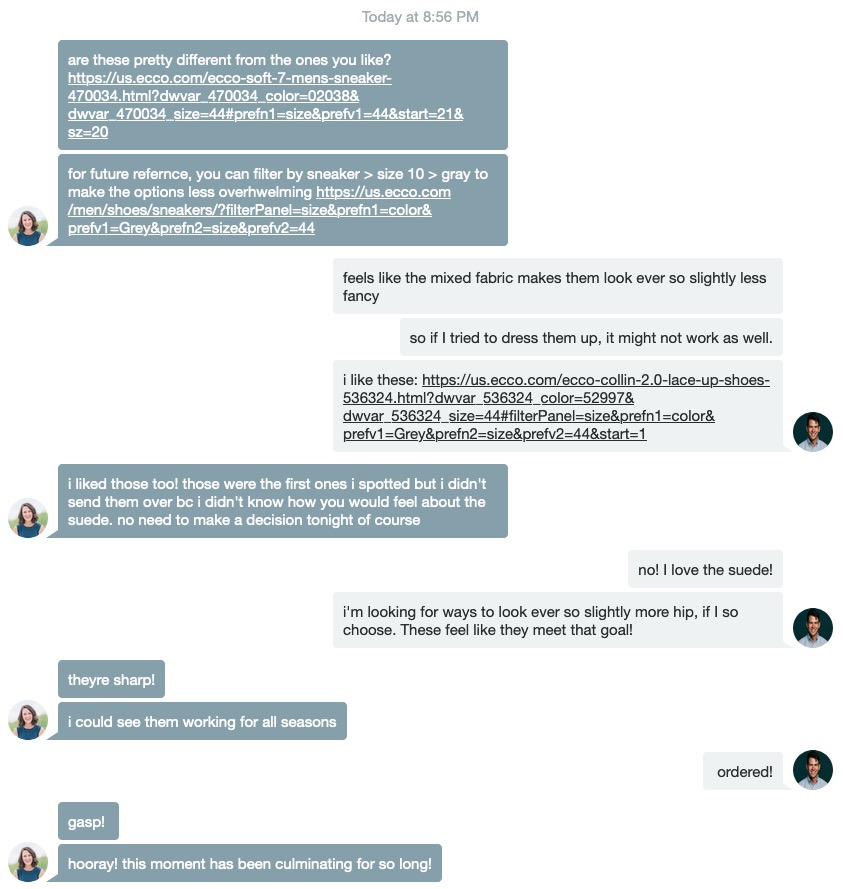 Today at 8:56 PM
are these pretty different from the ones you like?
https://us.ecco.com/ecco-soft-7-mens-sneaker-
470034.html?dwvar_470034_color=02038&
dwvar_470034_size=44#prefn1=size&prefv1=44&start=21&
sz=20
for future refernce, you can filter by sneaker > size 10 > gray to
make the options less overhwelming https://us.ecco.com
/men/shoes/sneakers/?filterPanel=size&prefn1=color&
prefv1=Grey&prefn2=size&prefv2=44
feels like the mixed fabric makes them look ever so slightly less
fancy
so if I tried to dress them up, it might not work as well.
i like these: https://us.ecco.com/ecco-collin-2.0-lace-up-shoes-
536324.html?dwvar_536324_color=52997&
dwvar_536324_size=44#filterPanel=size&prefn1=color&
prefv1=Grey&prefn2=size&prefv2=44&start=1
i liked those too! those were the first ones i spotted but i didn't
send them over bc i didn't know how you would feel about the
suede. no need to make a decision tonight of course
no! I love the suede!
i'm looking for ways to look ever so slightly more hip, if I so
choose. These feel like they meet that goal!
theyre sharp!
i could see them working for all seasons
ordered!
gasp!
hooray! this moment has been culminating for so long!